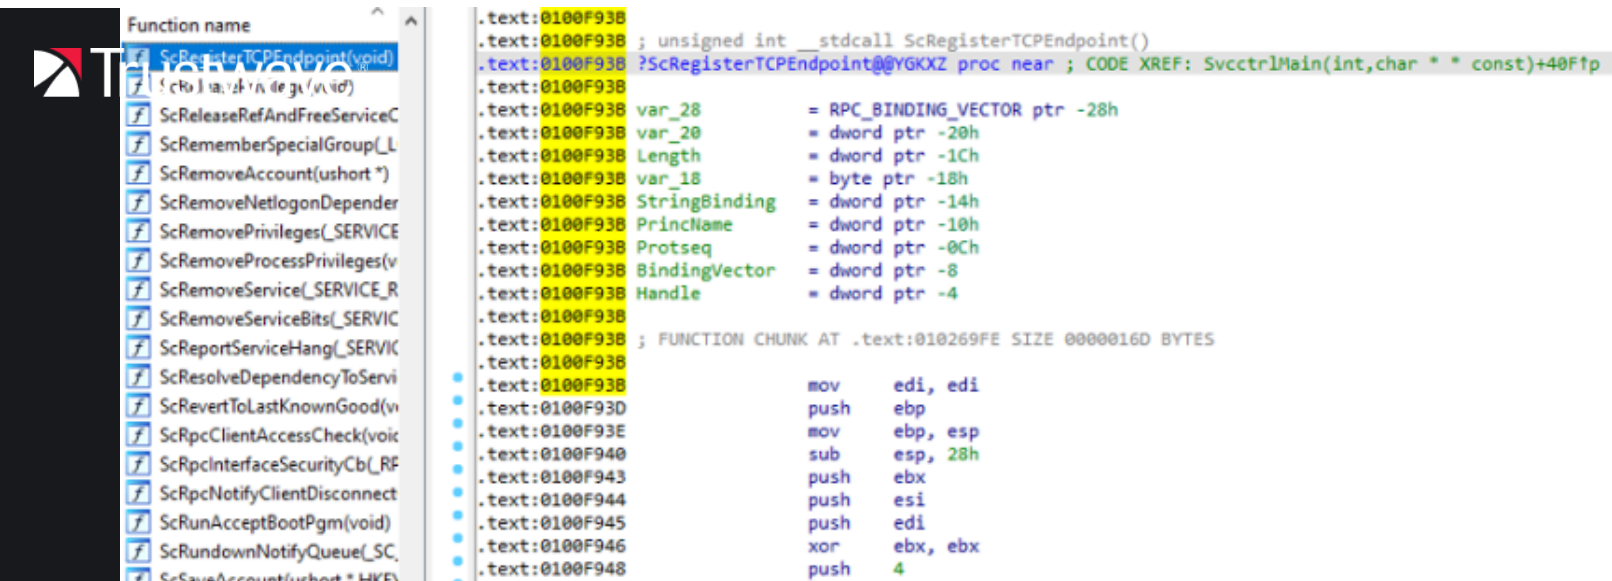 Function name
ScRegisterTCPEndpoint(void)
Trustwave®
ScReleasePrivilege(void)
ScReleaseRefAndFreeServiceC
ScRememberSpecialGroup(_L
ScRemoveAccount(ushort *)
ScRemoveNetlogonDepender
ScRemovePrivileges(_SERVICE
ScRemoveProcessPrivileges(v
ScRemoveService(_SERVICE_R
ScRemoveServiceBits(_SERVIC
ScReportServiceHang(_SERVIC
ScResolveDependencyToServi
ScRevertToLastKnownGood(v
ScRpcClientAccessCheck(voic
ScRpcInterfaceSecurityCb(_RP
ScRpcNotifyClientDisconnect
ScRunAcceptBootPgm(void)
ScRundownNotifyQueue(_SC_
ScSaveAccount(ushort * HKEY
.text:0100F93B
.text:0100F93B ; unsigned int __stdcall ScRegisterTCPEndpoint()
.text:0100F93B ?ScRegisterTCPEndpoint@@YGKXZ proc near ; CODE XREF: SvcctrlMain(int,char * * const)+40F↑p
.text:0100F93B
.text:0100F93B var_28 = RPC_BINDING_VECTOR ptr -28h
.text:0100F93B var_20 = dword ptr -20h
.text:0100F93B Length = dword ptr -1Ch
.text:0100F93B var_18 = byte ptr -18h
.text:0100F93B StringBinding = dword ptr -14h
.text:0100F93B PrincName = dword ptr -10h
.text:0100F93B Protseq = dword ptr -0Ch
.text:0100F93B BindingVector = dword ptr -8
.text:0100F93B Handle = dword ptr -4
.text:0100F93B
.text:0100F93B ; FUNCTION CHUNK AT .text:010269FE SIZE 0000016D BYTES
.text:0100F93B
.text:0100F93B mov edi, edi
.text:0100F93D push ebp
.text:0100F93E mov ebp, esp
.text:0100F940 sub esp, 28h
.text:0100F943 push ebx
.text:0100F944 push esi
.text:0100F945 push edi
.text:0100F946 xor ebx, ebx
.text:0100F948 push 4